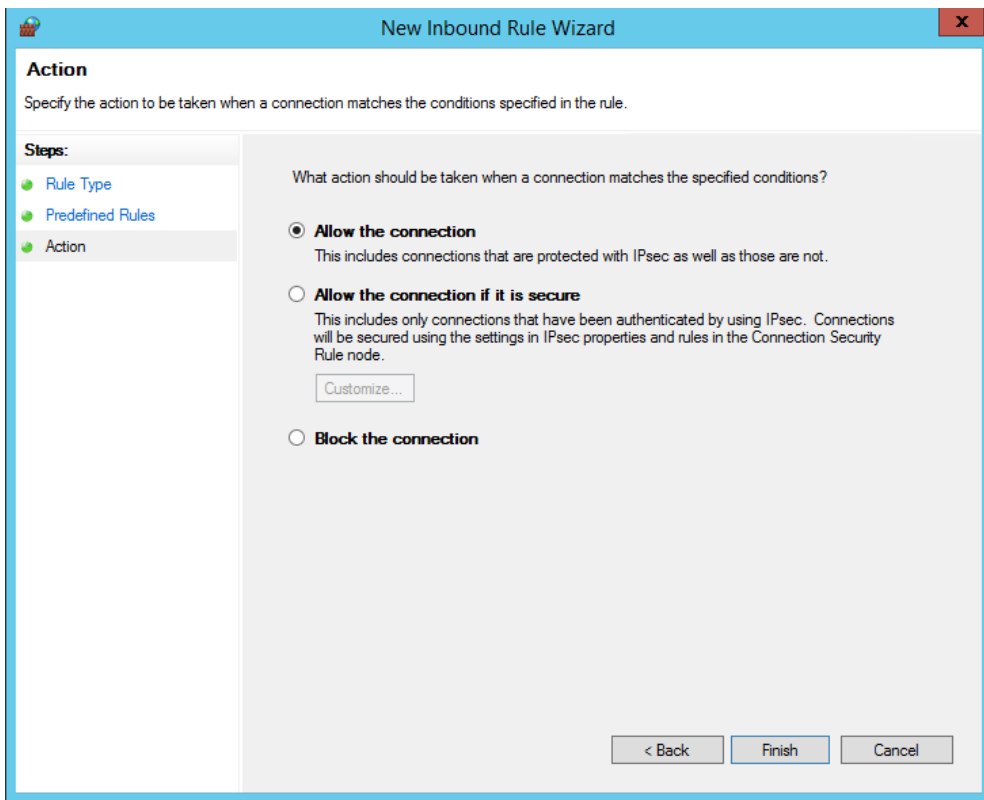 New Inbound Rule Wizard
x
Action
Specify the action to be taken when a connection matches the conditions specified in the rule.
Steps:
Rule Type
Predefined Rules
Action
What action should be taken when a connection matches the specified conditions?
Allow the connection
This includes connections that are protected with IPsec as well as those are not.
Allow the connection if it is secure
This includes only connections that have been authenticated by using IPsec. Connections
will be secured using the settings in IPsec properties and rules in the Connection Security
Rule node.
Customize...
Block the connection
< Back
Finish
Cancel